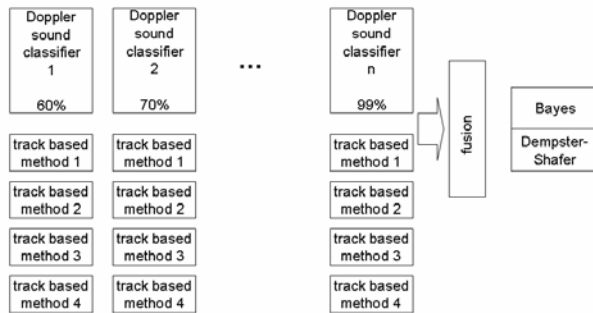 Doppler
sound
classifier
1
60%
Doppler
sound
classifier
2
70%
...
Doppler
sound
classifier
n
99%
fusion
Bayes
Dempster-
Shafer
track based
method 1
track based
method 1
track based
method 1
track based
method 2
track based
method 2
track based
method 2
track based
method 3
track based
method 3
track based
method 3
track based
method 4
track based
method 4
track based
method 4